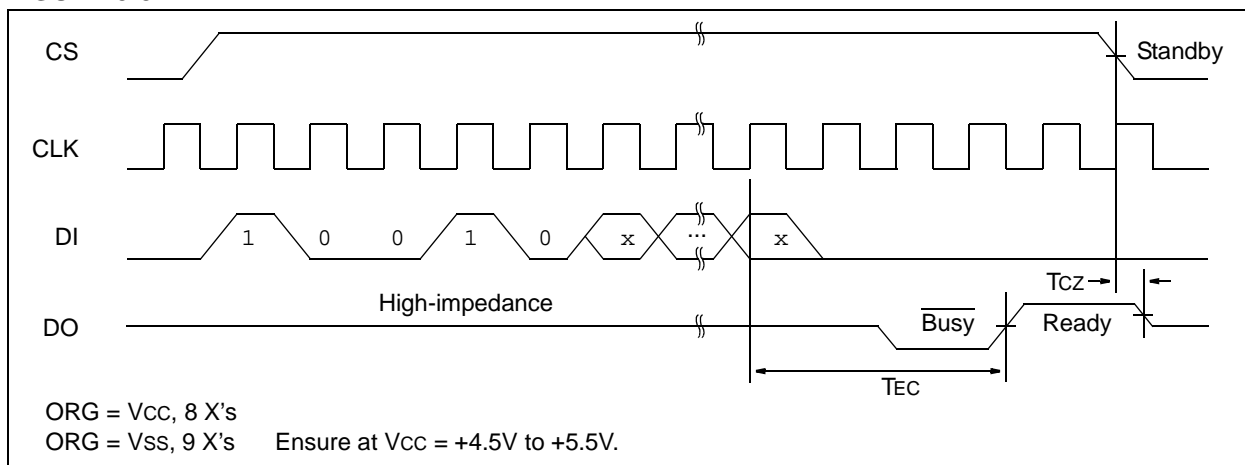 CS
Standby
CLK
DI
1 0 0 1 0 x ... x
TCZ
High-impedance
DO
Busy
Ready
TEC
ORG = VCC, 8 X's
ORG = VSS, 9 X's Ensure at VCC = +4.5V to +5.5V.